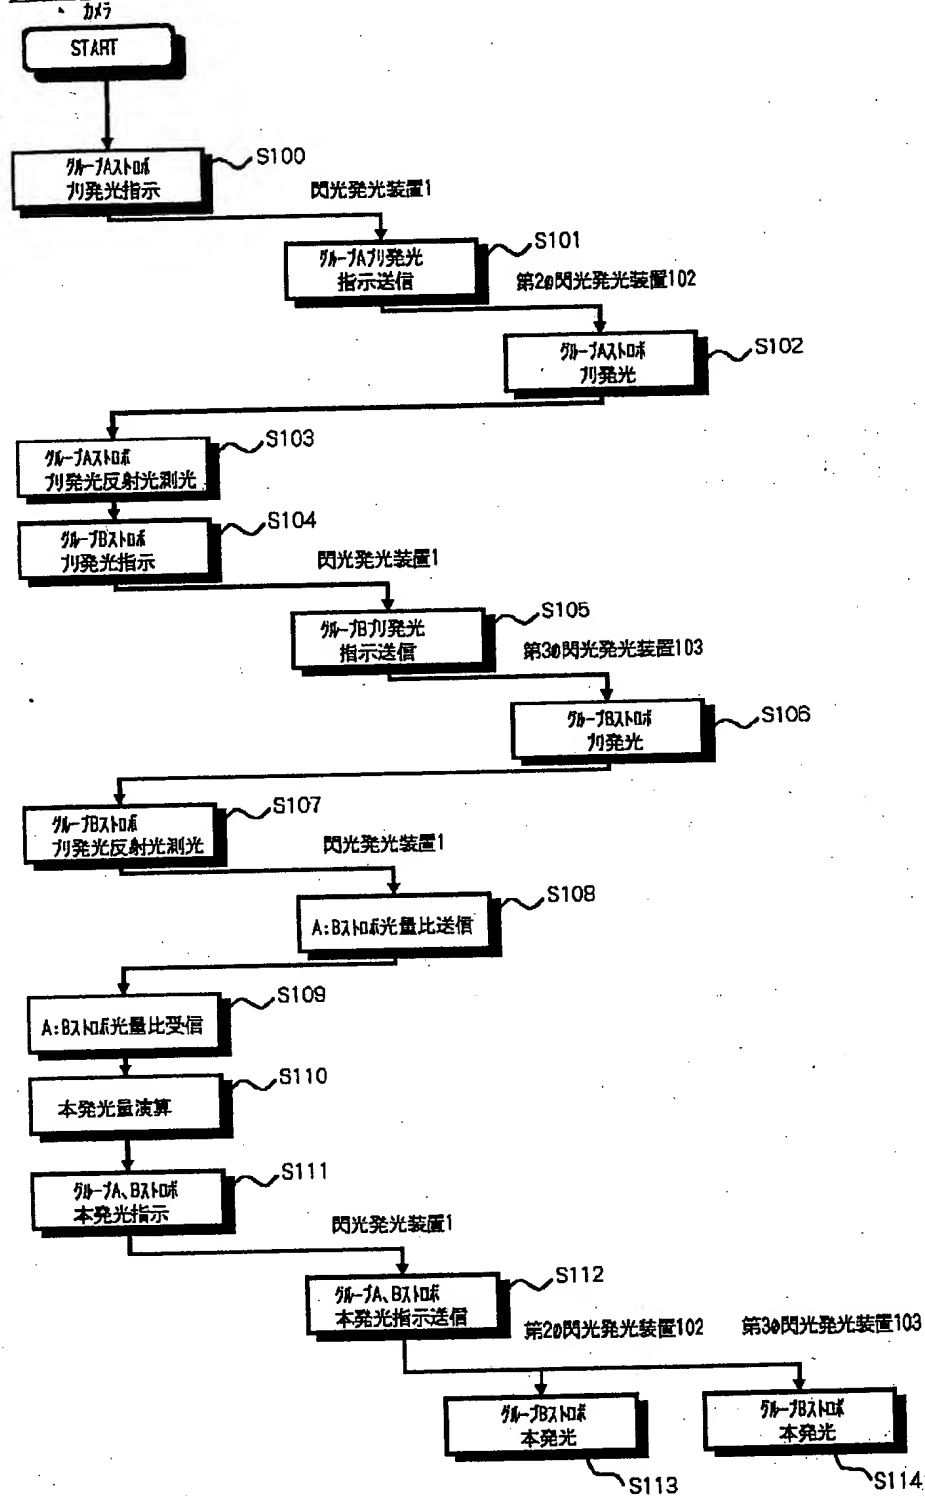 カメラ
START
グループAストロボ
プリ発光指示
S100
閃光発光装置1
グループAプリ発光
指示送信
S101
第2の閃光発光装置102
グループAストロボ
プリ発光
S102
グループAストロボ
プリ発光反射光測光
S103
グループBストロボ
プリ発光指示
S104
閃光発光装置1
グループBプリ発光
指示送信
S105
第3の閃光発光装置103
グループBストロボ
プリ発光
S106
グループBストロボ
プリ発光反射光測光
S107
閃光発光装置1
A:Bストロボ光量比送信
S108
A:Bストロボ光量比受信
S109
本発光量演算
S110
グループA、Bストロボ
本発光指示
S111
閃光発光装置1
グループA、Bストロボ
本発光指示送信
S112
第2の閃光発光装置102
第3の閃光発光装置103
グループBストロボ
本発光
S113
グループBストロボ
本発光
S114